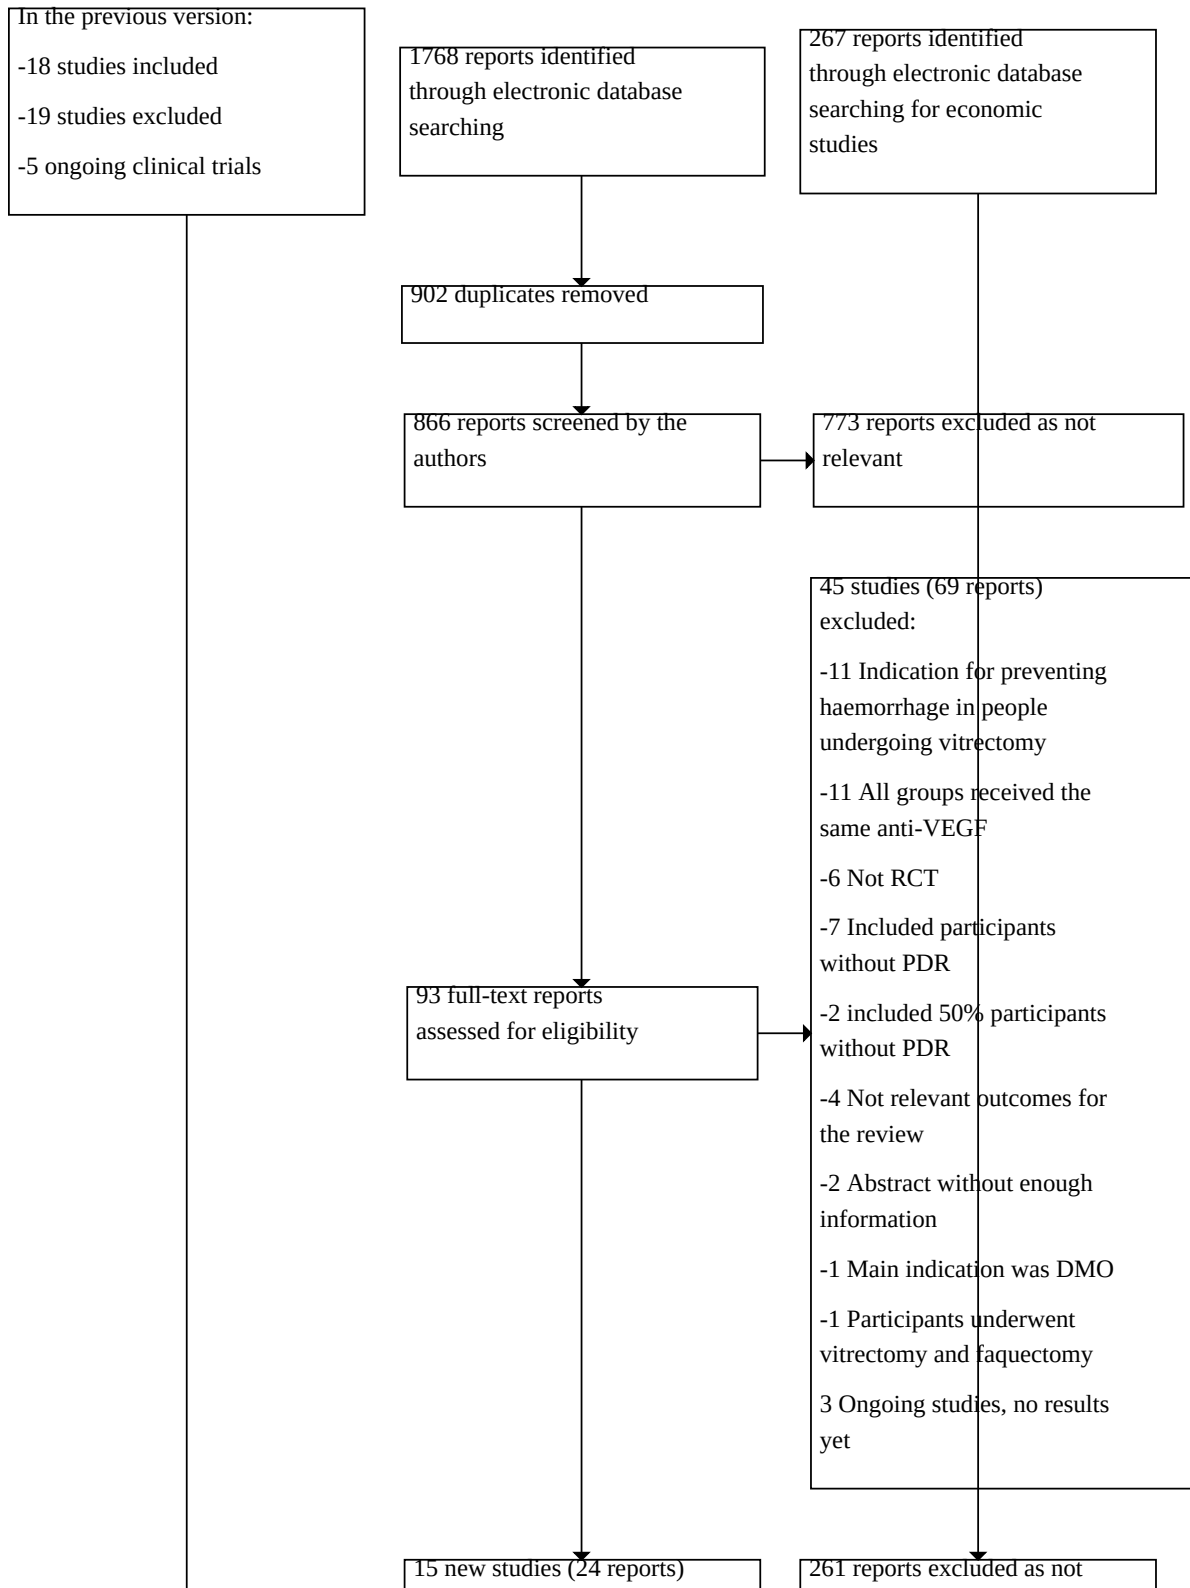 In the previous version:
-18 studies included
-19 studies excluded
-5 ongoing clinical trials
1768 reports identified
through electronic database
searching
267 reports identified
through electronic database
searching for economic
studies
902 duplicates removed
866 reports screened by the
authors
773 reports excluded as not
relevant
45 studies (69 reports)
excluded:
-11 Indication for preventing
haemorrhage in people
undergoing vitrectomy
-11 All groups received the
same anti-VEGF
-6 Not RCT
-7 Included participants
without PDR
-2 included 50% participants
without PDR
-4 Not relevant outcomes for
the review
-2 Abstract without enough
information
-1 Main indication was DMO
-1 Participants underwent
vitrectomy and faquectomy
3 Ongoing studies, no results
yet
93 full-text reports
assessed for eligibility
15 new studies (24 reports)
261 reports excluded as not